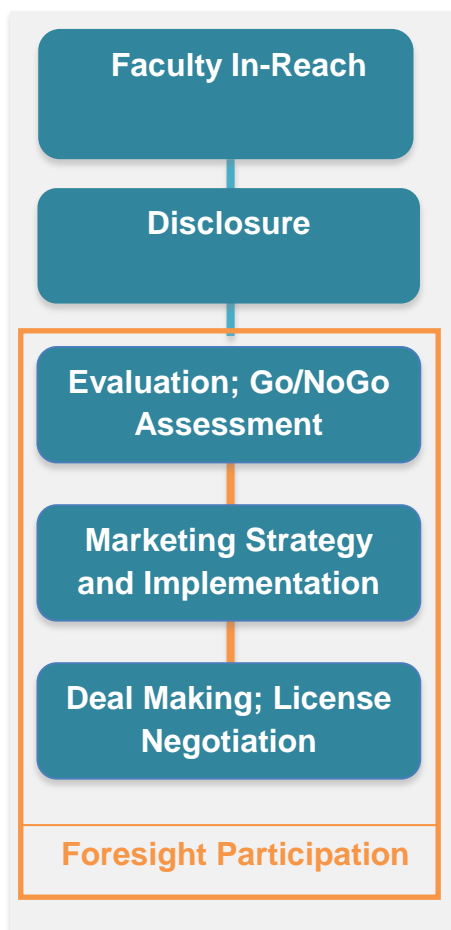 Faculty In-Reach
Disclosure
Evaluation; Go/NoGo
Assessment
Marketing Strategy
and Implementation
Deal Making; License
Negotiation
Foresight Participation